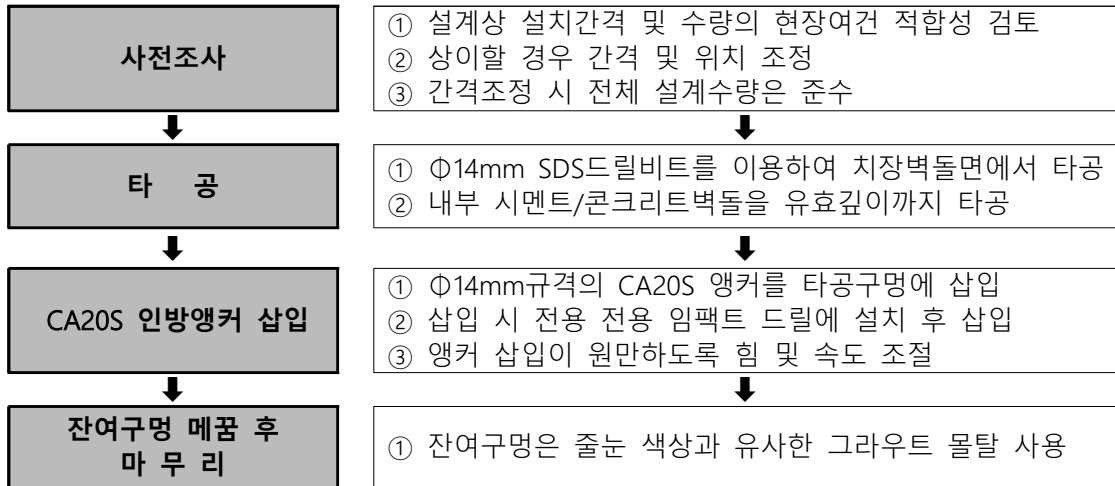 사전조사
① 설계상 설치간격 및 수량의 현장여건 적합성 검토
② 상이할 경우 간격 및 위치 조정
③ 간격조정 시 전체 설계수량은 준수
타 공
① Φ14mm SDS드릴비트를 이용하여 치장벽돌면에서 타공
② 내부 시멘트/콘크리트벽돌을 유효깊이까지 타공
CA20S 인방앵커 삽입
① Φ14mm규격의 CA20S 앵커를 타공구멍에 삽입
② 삽입 시 전용 전용 임팩트 드릴에 설치 후 삽입
③ 앵커 삽입이 원만하도록 힘 및 속도 조절
잔여구멍 메꿈 후
마 무 리
① 잔여구멍은 줄눈 색상과 유사한 그라우트 몰탈 사용